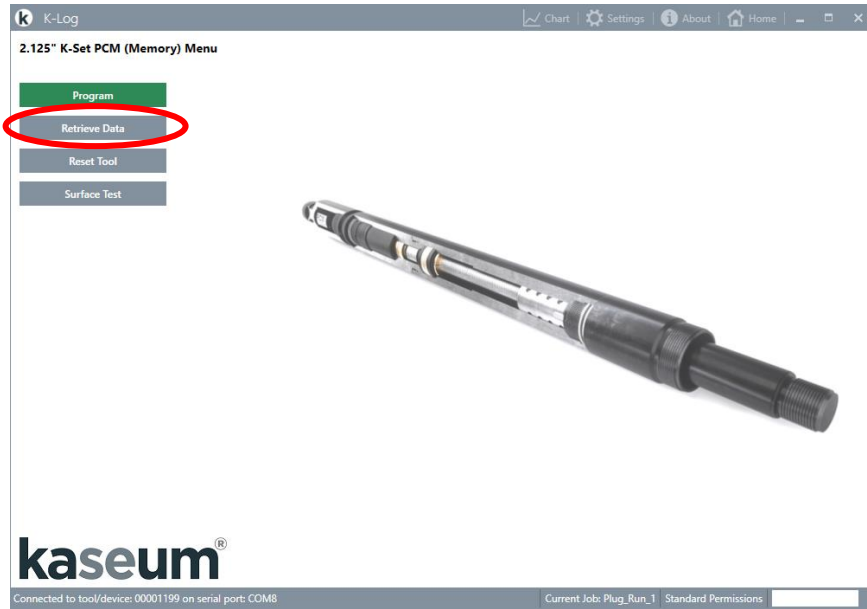 K-Log
Chart | Settings | About | Home
2.125" K-Set PCM (Memory) Menu
Program
Retrieve Data
Reset Tool
Surface Test
kaseum®
Connected to tool/device: 00001199 on serial port: COM8
Current Job: Plug_Run_1
Standard Permissions